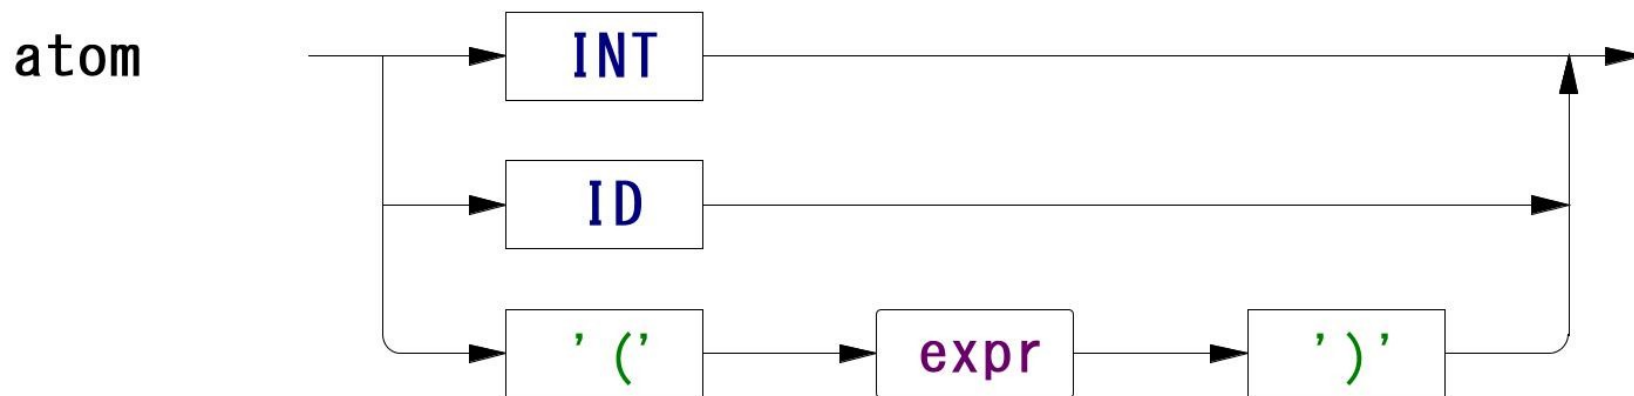 atom INT
ID
'(' expr ')'